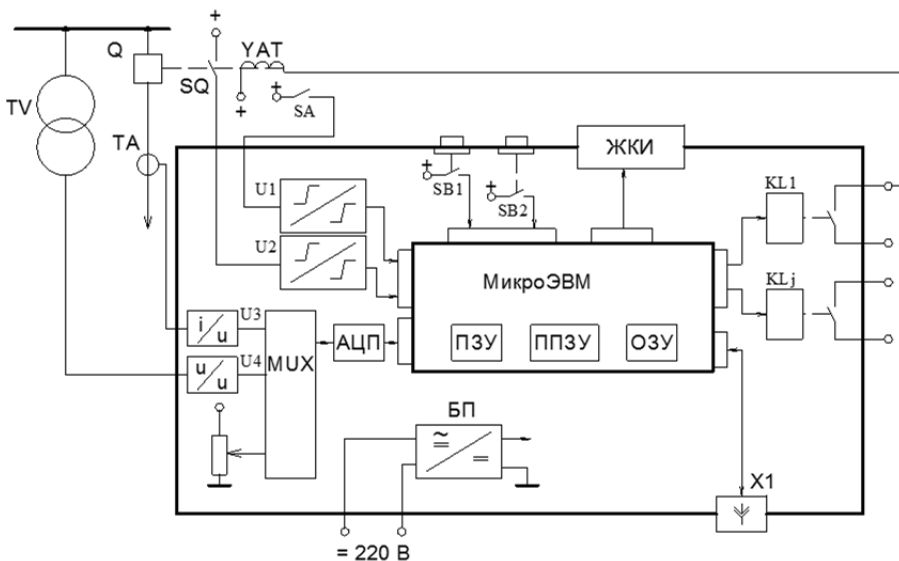 +
Q
YAT
SQ
+
+
SA
TV
TA
ЖКИ
+
SB1
+
SB2
KL1
U1
U2
МикроЭВМ
KLj
i/u
U3
АЦП
ПЗУ
ППЗУ
ОЗУ
u/u
U4
MUX
БП
X1
= 220 В